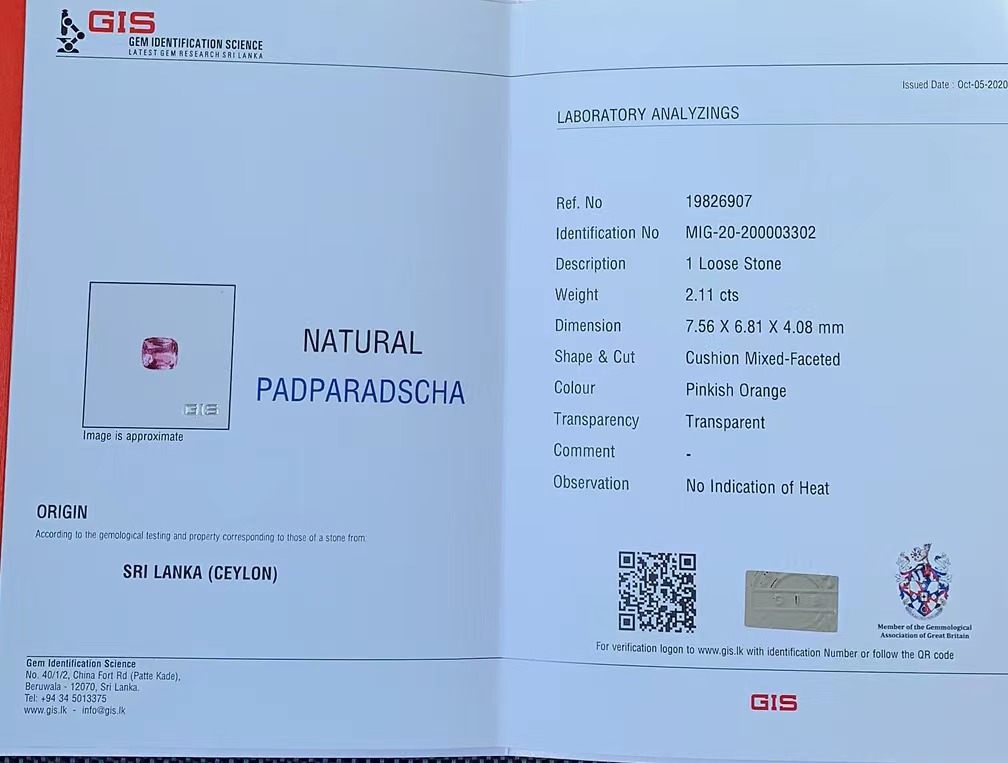 GIS
GEM IDENTIFICATION SCIENCE
LATEST GEM RESEARCH SRI LANKA
GIS
Image is approximate
NATURAL
PADPARADSCHA
ORIGIN
According to the gemological testing and property corresponding to those of a stone from:
SRI LANKA (CEYLON)
Gem Identification Science
No. 40/1/2, China Fort Rd (Patte Kade),
Beruwala - 12070, Sri Lanka.
Tel: +94 34 5013375
www.gis.lk - info@gis.lk
Issued Date : Oct-05-2020
LABORATORY ANALYZINGS
Ref. No 19826907
Identification No MIG-20-200003302
Description 1 Loose Stone
Weight 2.11 cts
Dimension 7.56 X 6.81 X 4.08 mm
Shape & Cut Cushion Mixed-Faceted
Colour Pinkish Orange
Transparency Transparent
Comment -
Observation No Indication of Heat
Member of the Gemmological
Association of Great Britain
For verification logon to www.gis.lk with identification Number or follow the QR code
GIS